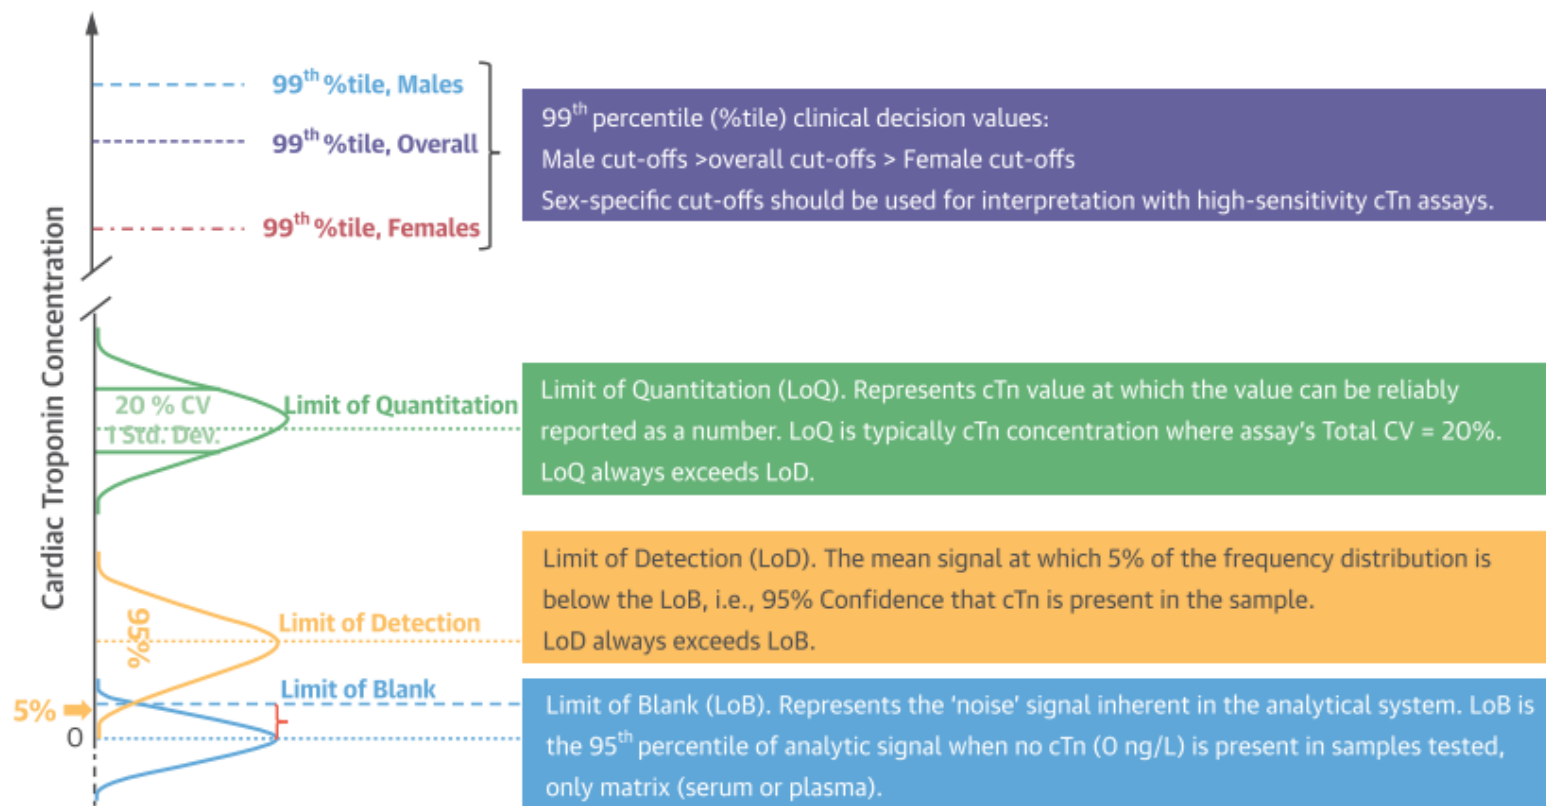 Cardiac Troponin Concentration
99th %tile, Males
99th %tile, Overall
99th %tile, Females
99th percentile (%tile) clinical decision values:
Male cut-offs >overall cut-offs > Female cut-offs
Sex-specific cut-offs should be used for interpretation with high-sensitivity cTn assays.
20 % CV
1 Std. Dev.
Limit of Quantitation
Limit of Quantitation (LoQ). Represents cTn value at which the value can be reliably
reported as a number. LoQ is typically cTn concentration where assay's Total CV = 20%.
LoQ always exceeds LoD.
95%
Limit of Detection
Limit of Detection (LoD). The mean signal at which 5% of the frequency distribution is
below the LoB, i.e., 95% Confidence that cTn is present in the sample.
LoD always exceeds LoB.
Limit of Blank
5%
0
Limit of Blank (LoB). Represents the ‘noise’ signal inherent in the analytical system. LoB is
the 95th percentile of analytic signal when no cTn (0 ng/L) is present in samples tested,
only matrix (serum or plasma).